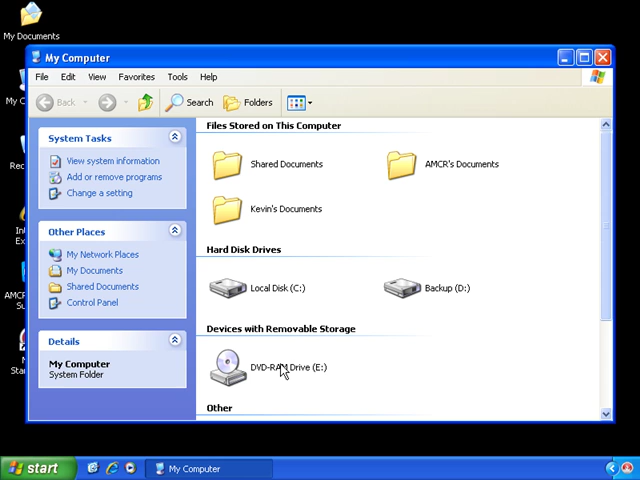 My Documents
My Computer
File Edit View Favorites Tools Help
Back Search Folders
System Tasks
View system information
Add or remove programs
Change a setting
Other Places
My Network Places
My Documents
Shared Documents
Control Panel
Details
My Computer
System Folder
Files Stored on This Computer
Shared Documents
AMCR's Documents
Kevin's Documents
Hard Disk Drives
Local Disk (C:)
Backup (D:)
Devices with Removable Storage
DVD-RAM Drive (E:)
Other
start
My Computer